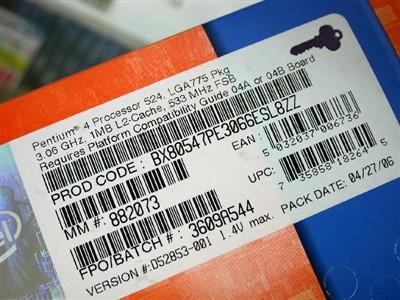 Pentium® 4 Processor 524, LGA775 Pkg
3.06 GHz, 1MB L2-Cache, 533 MHz FSB
Requires Platform Compatibility Guide 04A or 04B Board
PROD CODE: BX80547PE3066ESL8ZZ
MM #: 882073
FPO/BATCH #: 3609A544
VERSION #: D52853-001 1.4V max.
EAN:
5 032037 006736
UPC:
7 35858 18264 5
PACK DATE: 04/27/06